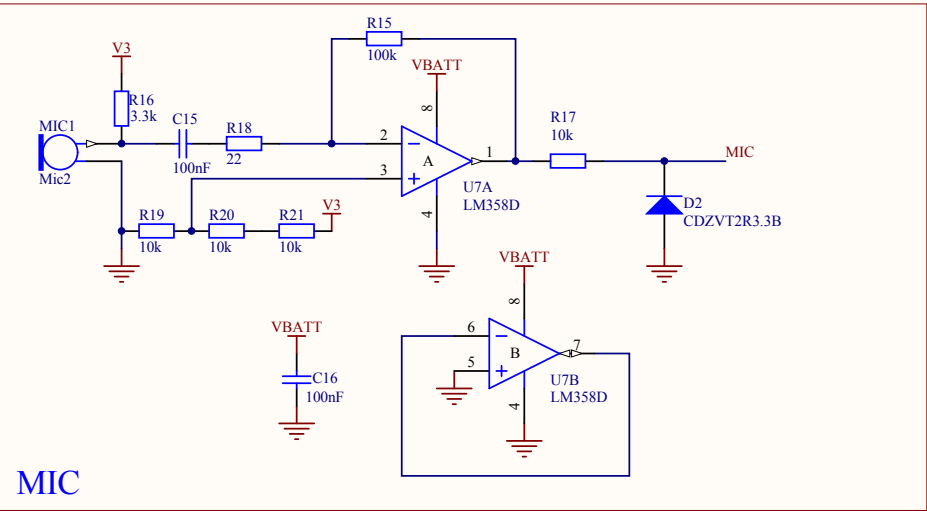 R15
100k
V3
VBATT
R16
3.3k
C15
100nF
R18
22
MIC1
Mic2
8
2
3
A
1
4
U7A
LM358D
R17
10k
MIC
D2
CDZVT2R3.3B
R19
10k
R20
10k
R21
10k
V3
VBATT
8
6
5
B
7
4
U7B
LM358D
VBATT
C16
100nF
MIC